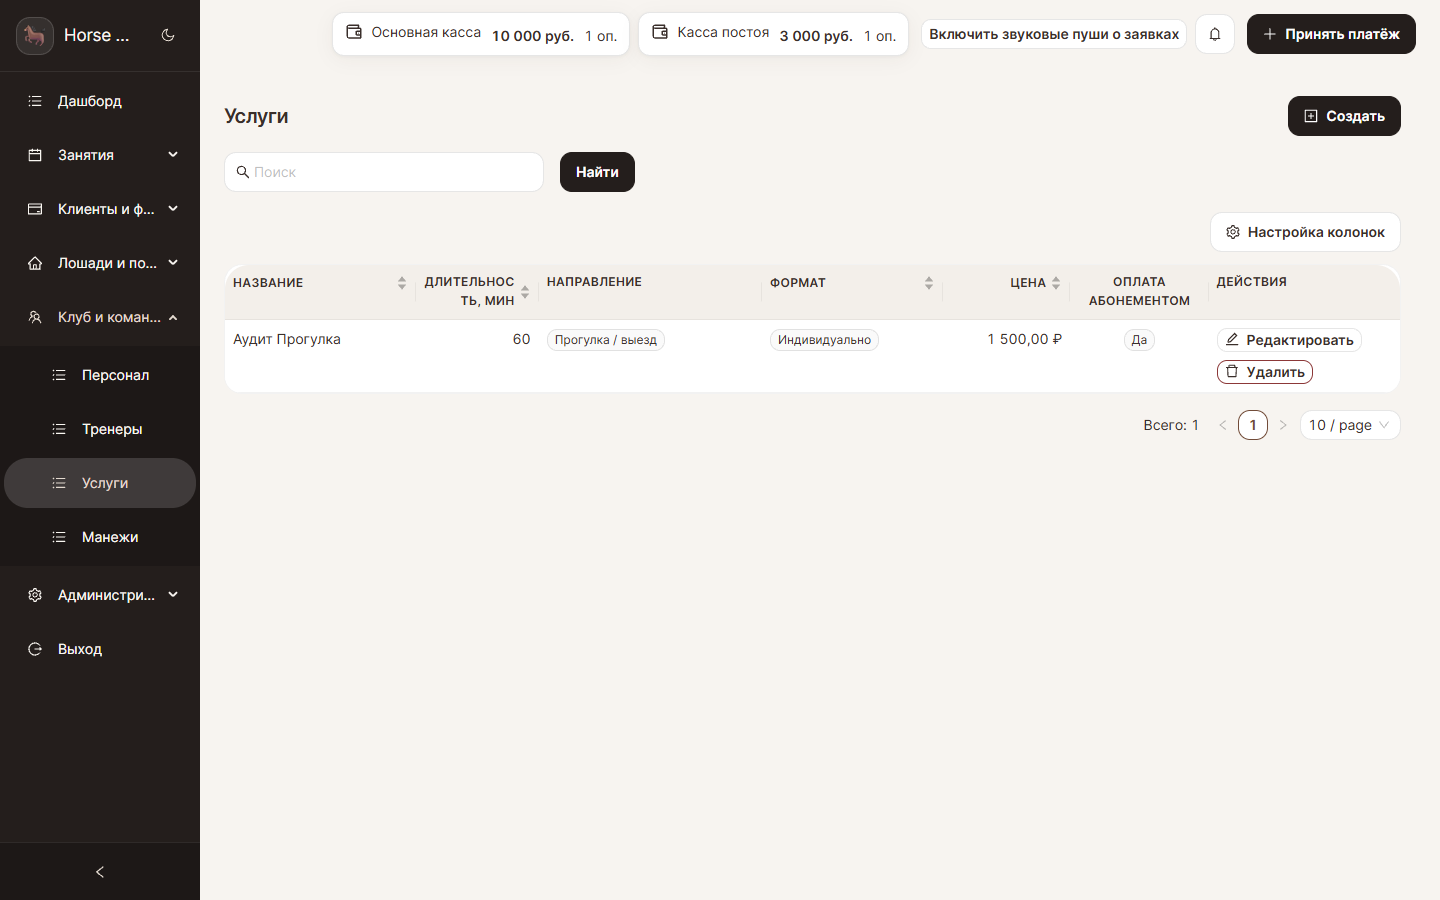 Horse ...
Основная касса 10 000 руб. 1 оп.
Касса постоя 3 000 руб. 1 оп.
Включить звуковые пуши о заявках
Принять платёж
Дашборд
Занятия
Клиенты и ф...
Лошади и по...
Клуб и коман...
Персонал
Тренеры
Услуги
Манежи
Администри...
Выход
Услуги
Создать
Поиск
Найти
Настройка колонок
НАЗВАНИЕ
ДЛИТЕЛЬНОС
ТЬ, МИН
НАПРАВЛЕНИЕ
ФОРМАТ
ЦЕНА
ОПЛАТА
АБОНЕМЕНТОМ
ДЕЙСТВИЯ
Аудит Прогулка
60
Прогулка / выезд
Индивидуально
1 500,00 ₽
Да
Редактировать
Удалить
Всего: 1
1
10 / page